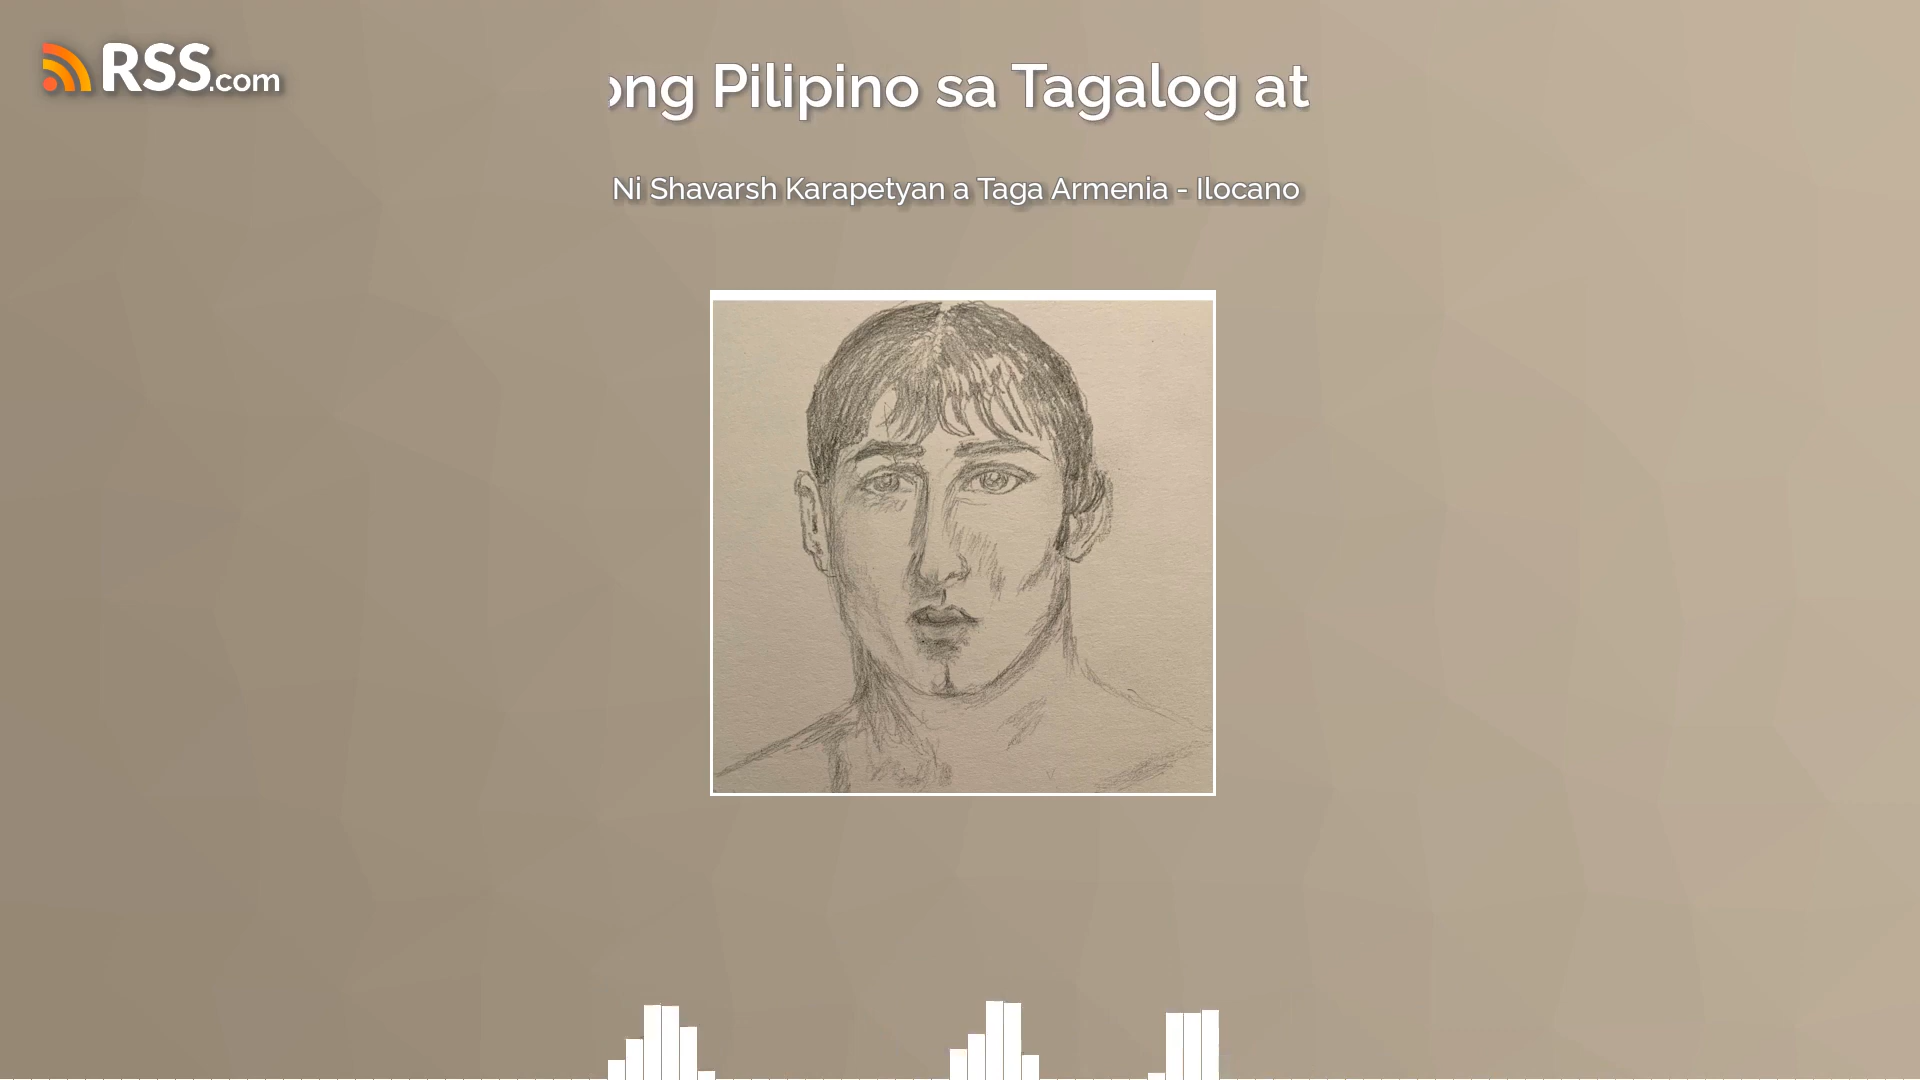 RSS.com
ong Pilipino sa Tagalog at
Ni Shavarsh Karapetyan a Taga Armenia - Ilocano